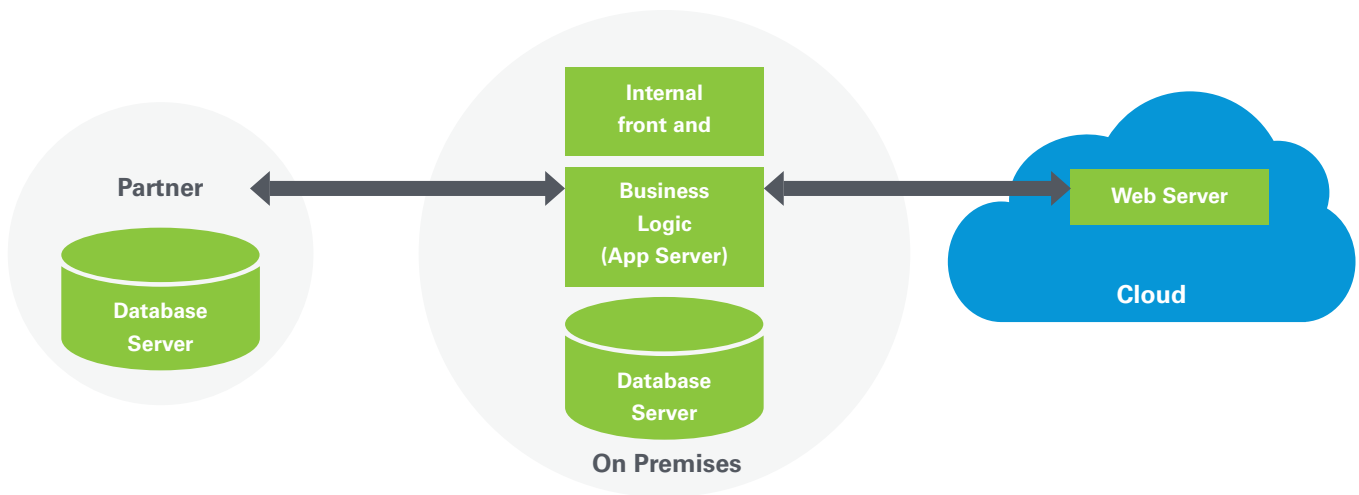 Partner
Database
Server
Internal
front and
Business
Logic
(App Server)
Database
Server
On Premises
Web Server
Cloud